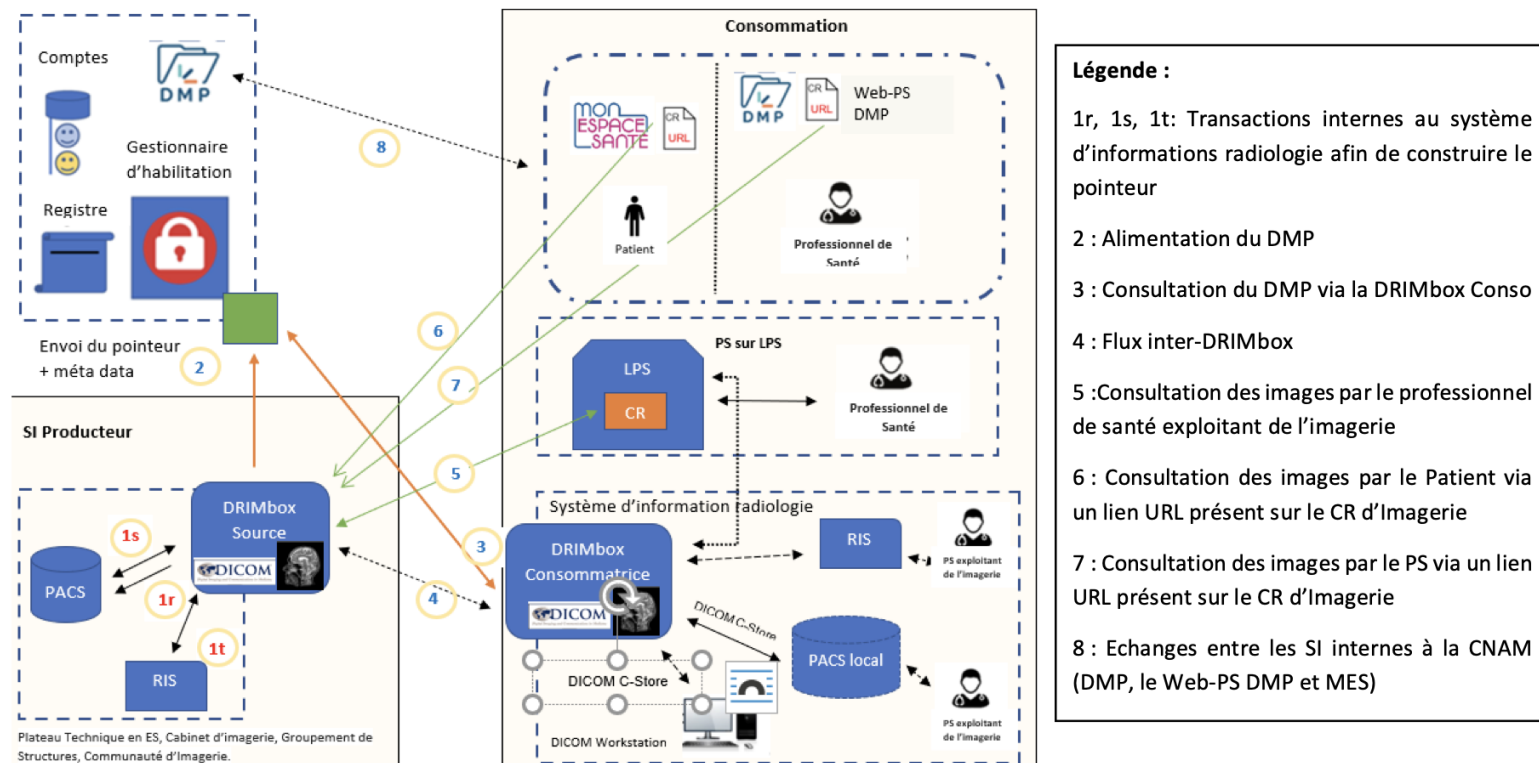 Comptes
DMP
Gestionnaire
d'habilitation
Registre
Envoi du pointeur
+ méta data
2
8
6
7
5
3
4
SI Producteur
DRIMbox
Source
DICOM
PACS
1s
1r
1t
RIS
Plateau Technique en ES, Cabinet d'imagerie, Groupement de
Structures, Communauté d'Imagerie.
Consommation
MON
ESPACE
SANTÉ
CR
URL
Patient
DMP
CR
URL
Web-PS
DMP
Professionnel de
Santé
PS sur LPS
LPS
CR
Professionnel de
Santé
Système d'information radiologie
DRIMbox
Consommatrice
DICOM
RIS
PS exploitant
de l'imagerie
DICOM C-Store
PACS local
DICOM C-Store
DICOM Workstation
PS exploitant
de l'imagerie
Légende :
1r, 1s, 1t: Transactions internes au système
d'informations radiologie afin de construire le
pointeur
2 : Alimentation du DMP
3 : Consultation du DMP via la DRIMbox Conso
4 : Flux inter-DRIMbox
5 :Consultation des images par le professionnel
de santé exploitant de l'imagerie
6 : Consultation des images par le Patient via
un lien URL présent sur le CR d'Imagerie
7 : Consultation des images par le PS via un lien
URL présent sur le CR d'Imagerie
8 : Echanges entre les SI internes à la CNAM
(DMP, le Web-PS DMP et MES)